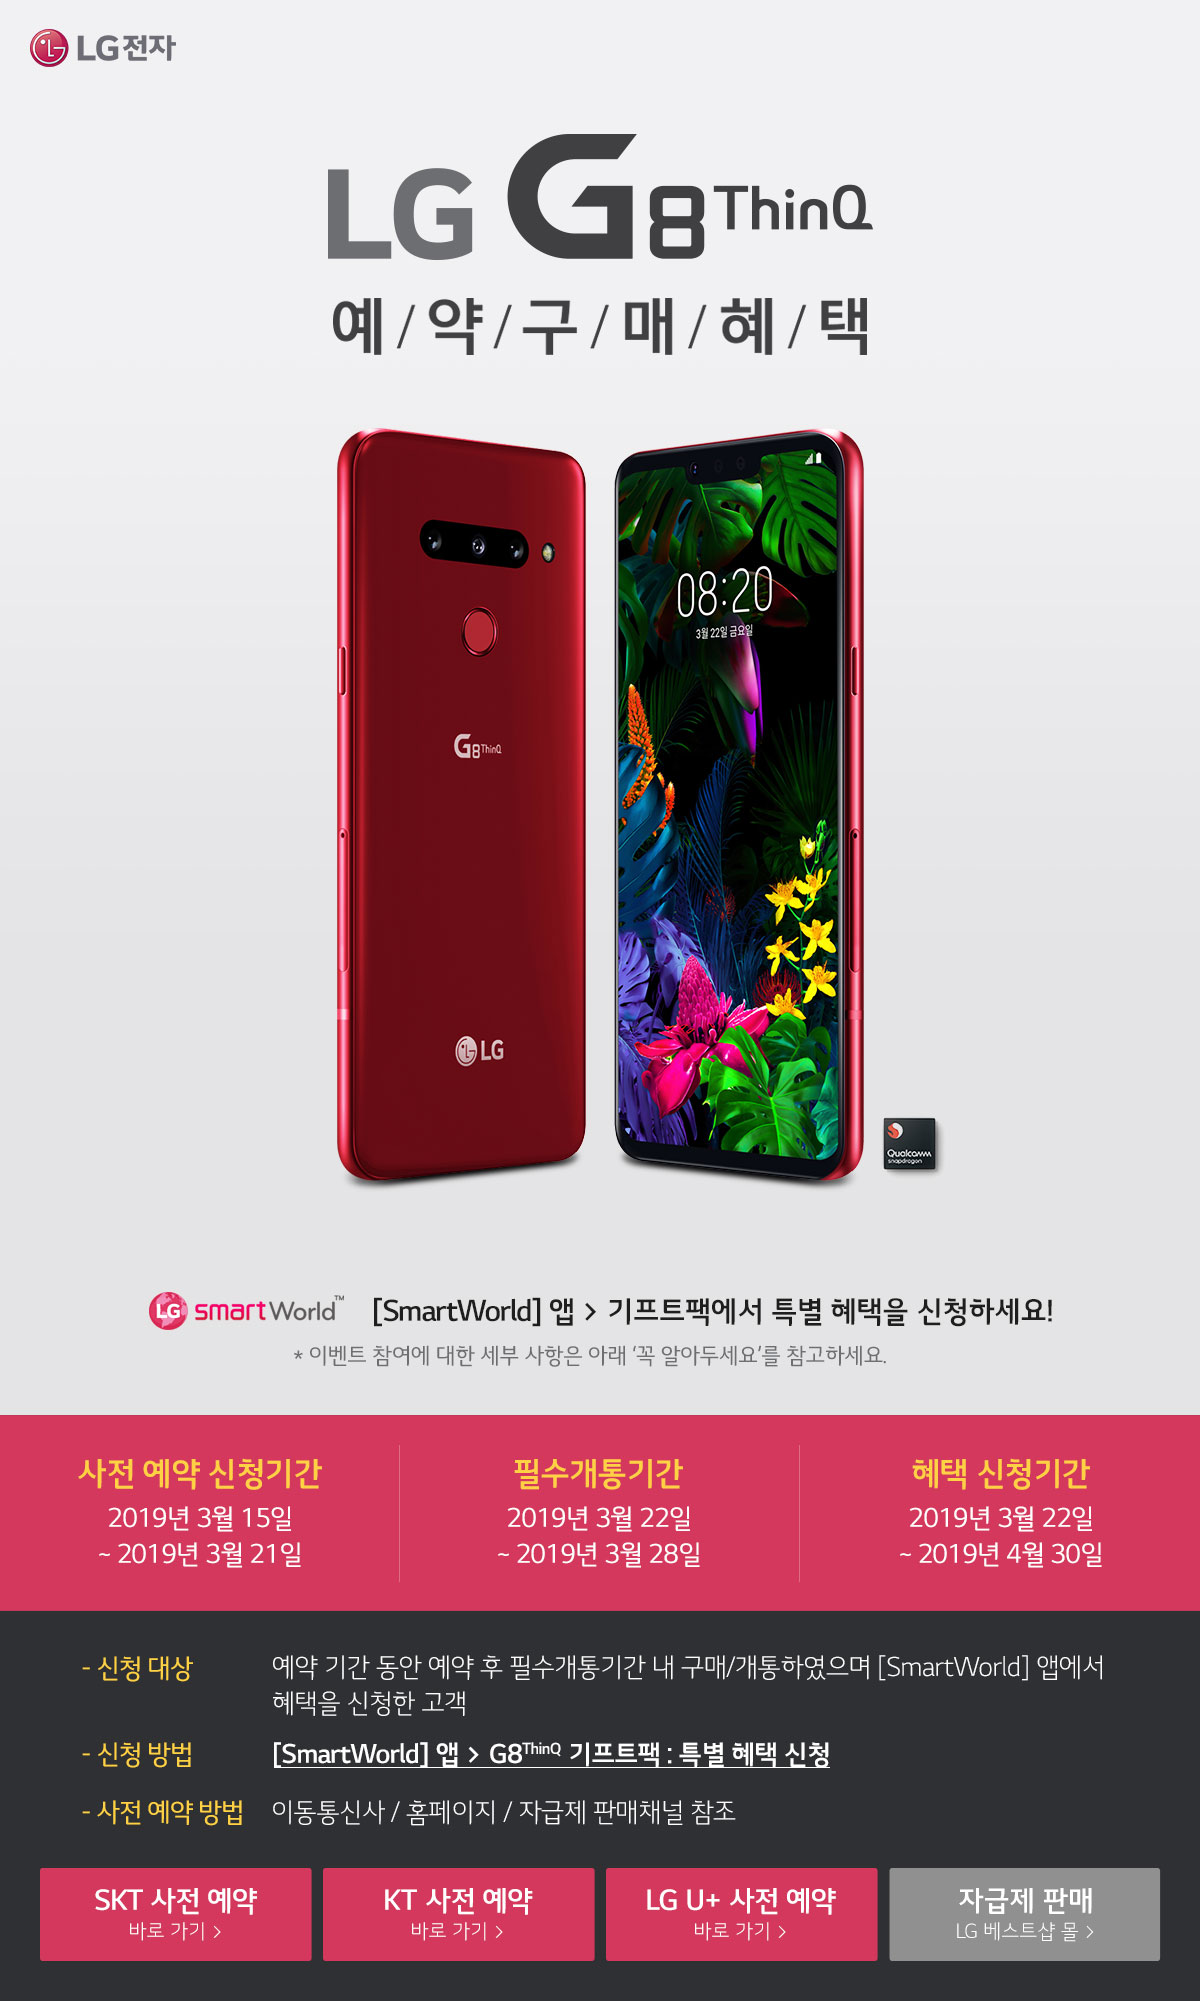 LG전자
LG G8 ThinQ
예/약/구/매/혜/택
08:20
3월 22일 금요일
G8 ThinQ
LG
Qualcomm
snapdragon
LG smart World™ [SmartWorld] 앱 > 기프트팩에서 특별 혜택을 신청하세요!
* 이벤트 참여에 대한 세부 사항은 아래 ‘꼭 알아두세요’를 참고하세요.
사전 예약 신청기간
2019년 3월 15일
~ 2019년 3월 21일
필수개통기간
2019년 3월 22일
~ 2019년 3월 28일
혜택 신청기간
2019년 3월 22일
~ 2019년 4월 30일
- 신청 대상 예약 기간 동안 예약 후 필수개통기간 내 구매/개통하였으며 [SmartWorld] 앱에서
혜택을 신청한 고객
- 신청 방법 [SmartWorld] 앱 > G8ThinQ 기프트팩 : 특별 혜택 신청
- 사전 예약 방법 이동통신사 / 홈페이지 / 자급제 판매채널 참조
SKT 사전 예약
바로 가기 >
KT 사전 예약
바로 가기 >
LG U+ 사전 예약
바로 가기 >
자급제 판매
LG 베스트샵 몰 >